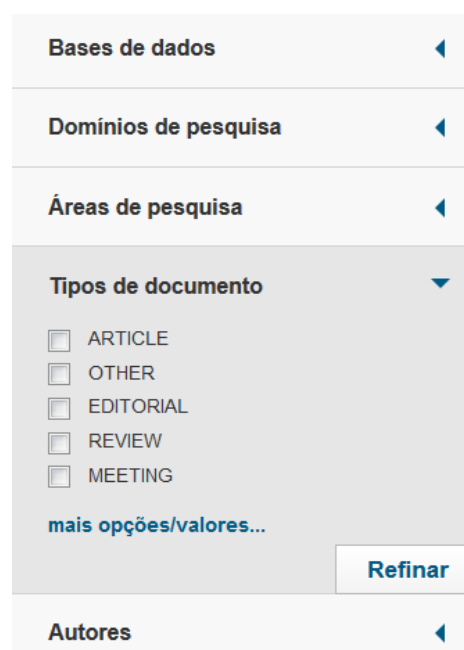 Bases de dados
Domínios de pesquisa
Áreas de pesquisa
Tipos de documento
ARTICLE
OTHER
EDITORIAL
REVIEW
MEETING
mais opções/valores...
Refinar
Autores